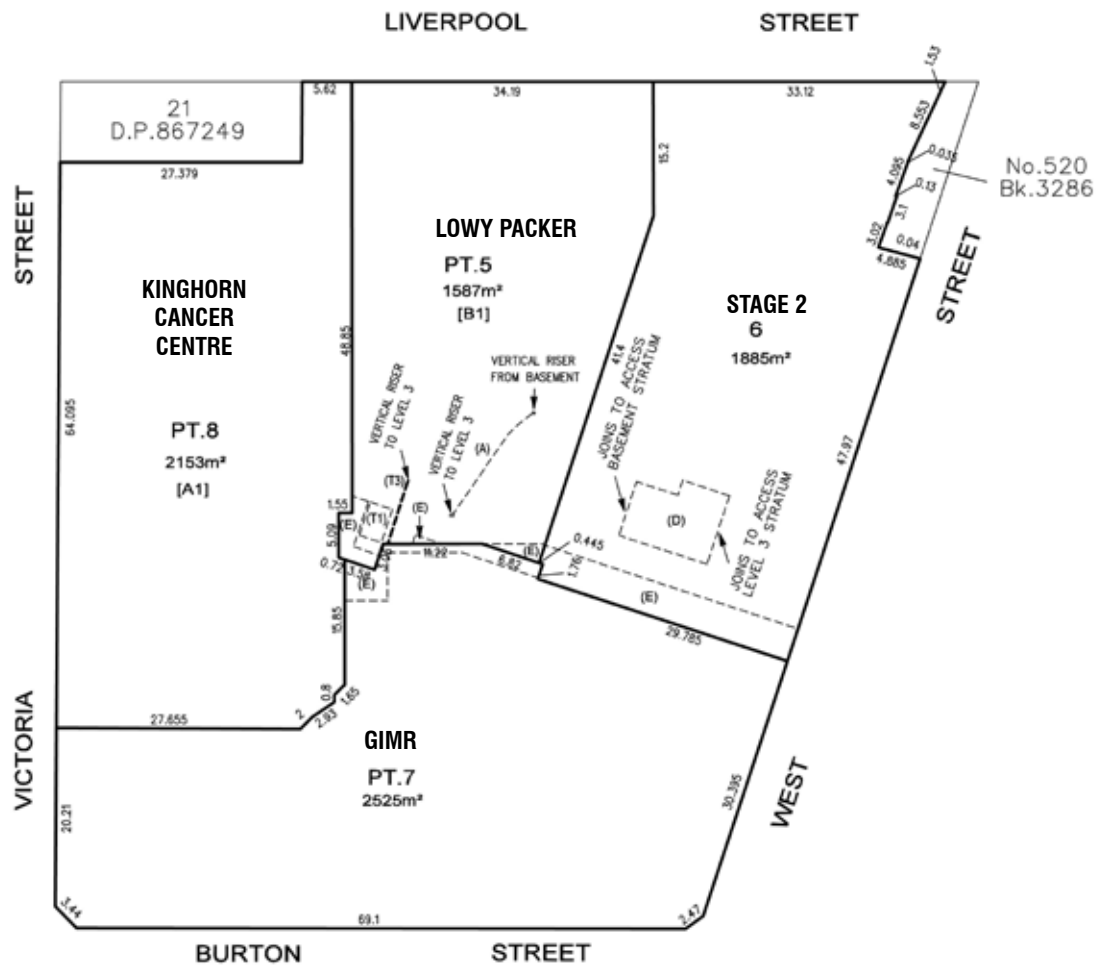 LIVERPOOL STREET
1.53
5.62
34.19
33.12
21
D.P.867249
8.553
27.379
15.2
0.035
4.095
0.13
No.520
Bk.3286
3.1
3.02
0.04
4.885
STREET
STREET
LOWY PACKER
PT.5
1587m²
[B1]
KINGHORN
CANCER
CENTRE
STAGE 2
6
1885m²
48.85
41.4
VERTICAL RISER
FROM BASEMENT
VERTICAL RISER
TO LEVEL 3
VERTICAL RISER
TO LEVEL 3
JOINS TO ACCESS
BASEMENT STRATUM
47.97
64.095
PT.8
2153m²
[A1]
(A)
(T3)
(D)
JOINS TO ACCESS
LEVEL 3 STRATUM
1.55
(E)
(T1)
(E)
5.09
11.22
(E)
0.445
0.72
6.82
1.76
(E)
(E)
15.85
29.785
0.8
1.65
2
2.93
27.655
VICTORIA
GIMR
PT.7
2525m²
30.395
WEST
20.21
3.44
69.1
2.47
BURTON STREET